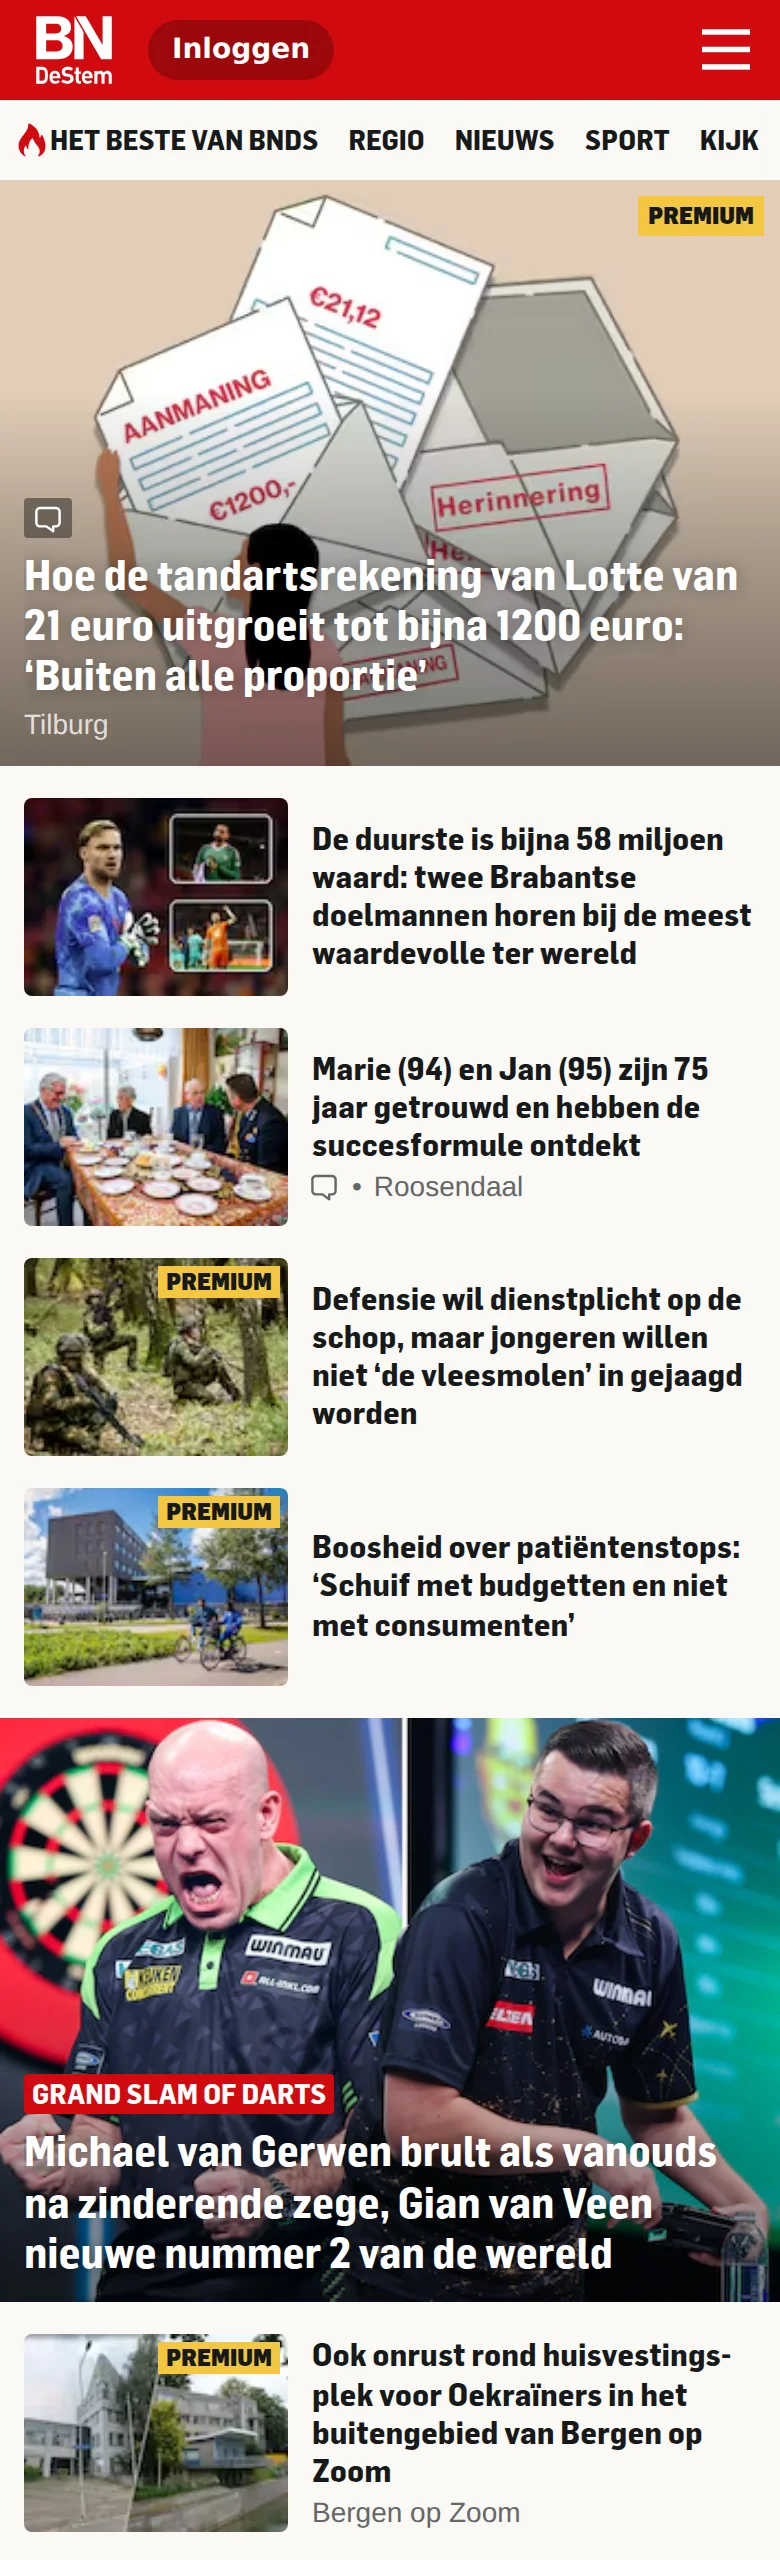 BN
DeStem
Inloggen
HET BESTE VAN BNDS REGIO NIEUWS SPORT KIJK
PREMIUM
€21,12
AANMANING
€1200,-
Herinnering
Hoe de tandartsrekening van Lotte van
21 euro uitgroeit tot bijna 1200 euro:
‘Buiten alle proportie’
Tilburg
De duurste is bijna 58 miljoen
waard: twee Brabantse
doelmannen horen bij de meest
waardevolle ter wereld
Marie (94) en Jan (95) zijn 75
jaar getrouwd en hebben de
succesformule ontdekt
• Roosendaal
PREMIUM
Defensie wil dienstplicht op de
schop, maar jongeren willen
niet ‘de vleesmolen’ in gejaagd
worden
PREMIUM
Boosheid over patiëntenstops:
‘Schuif met budgetten en niet
met consumenten’
WINMAU
ALL-INKL.COM
GRAND SLAM OF DARTS
Michael van Gerwen brult als vanouds
na zinderende zege, Gian van Veen
nieuwe nummer 2 van de wereld
PREMIUM
Ook onrust rond huisvestings-
plek voor Oekraïners in het
buitengebied van Bergen op
Zoom
Bergen op Zoom